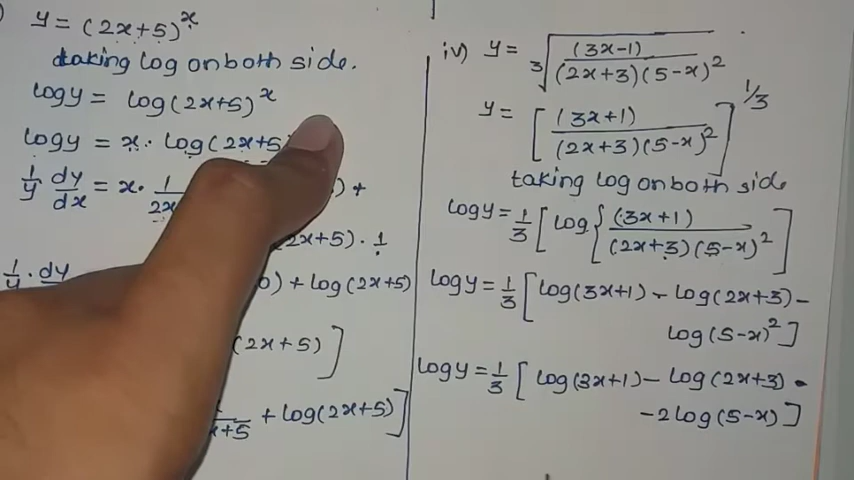 y = (2x+5)^x
taking log on both side.
log y = log(2x+5)^x
log y = x · log(2x+5
1/y dy/dx = x · 1/2x ) +
2x+5) · 1
1/y · dy ) + log(2x+5)
(2x+5) ]
x+5 + log(2x+5) ]
iv) y = ∛((3x-1)/(2x+3)(5-x)²)
y = [ (3x+1)/(2x+3)(5-x)² ]^1/3
taking log on both side
log y = 1/3 [ log { (3x+1)/(2x+3)(5-x)² ]
log y = 1/3 [ log(3x+1) - log(2x+3) -
log(5-x)² ]
log y = 1/3 [ log(3x+1) - log(2x+3) -
-2log(5-x) ]